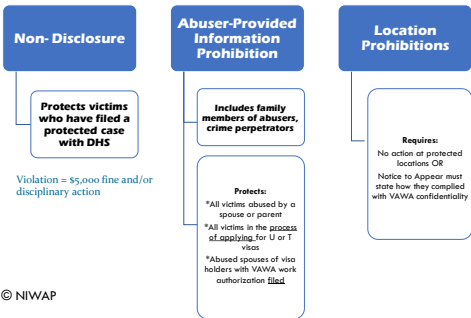 Non- Disclosure
Protects victims
who have filed a
protected case
with DHS
Violation = $5,000 fine and/or
disciplinary action
Abuser-Provided
Information
Prohibition
Includes family
members of abusers,
crime perpetrators
Protects:
*All victims abused by a
spouse or parent
*All victims in the process
of applying for U or T
visas
*Abused spouses of visa
holders with VAWA work
authorization filed
Location
Prohibitions
Requires:
No action at protected
locations OR
Notice to Appear must
state how they complied
with VAWA confidentiality
© NIWAP